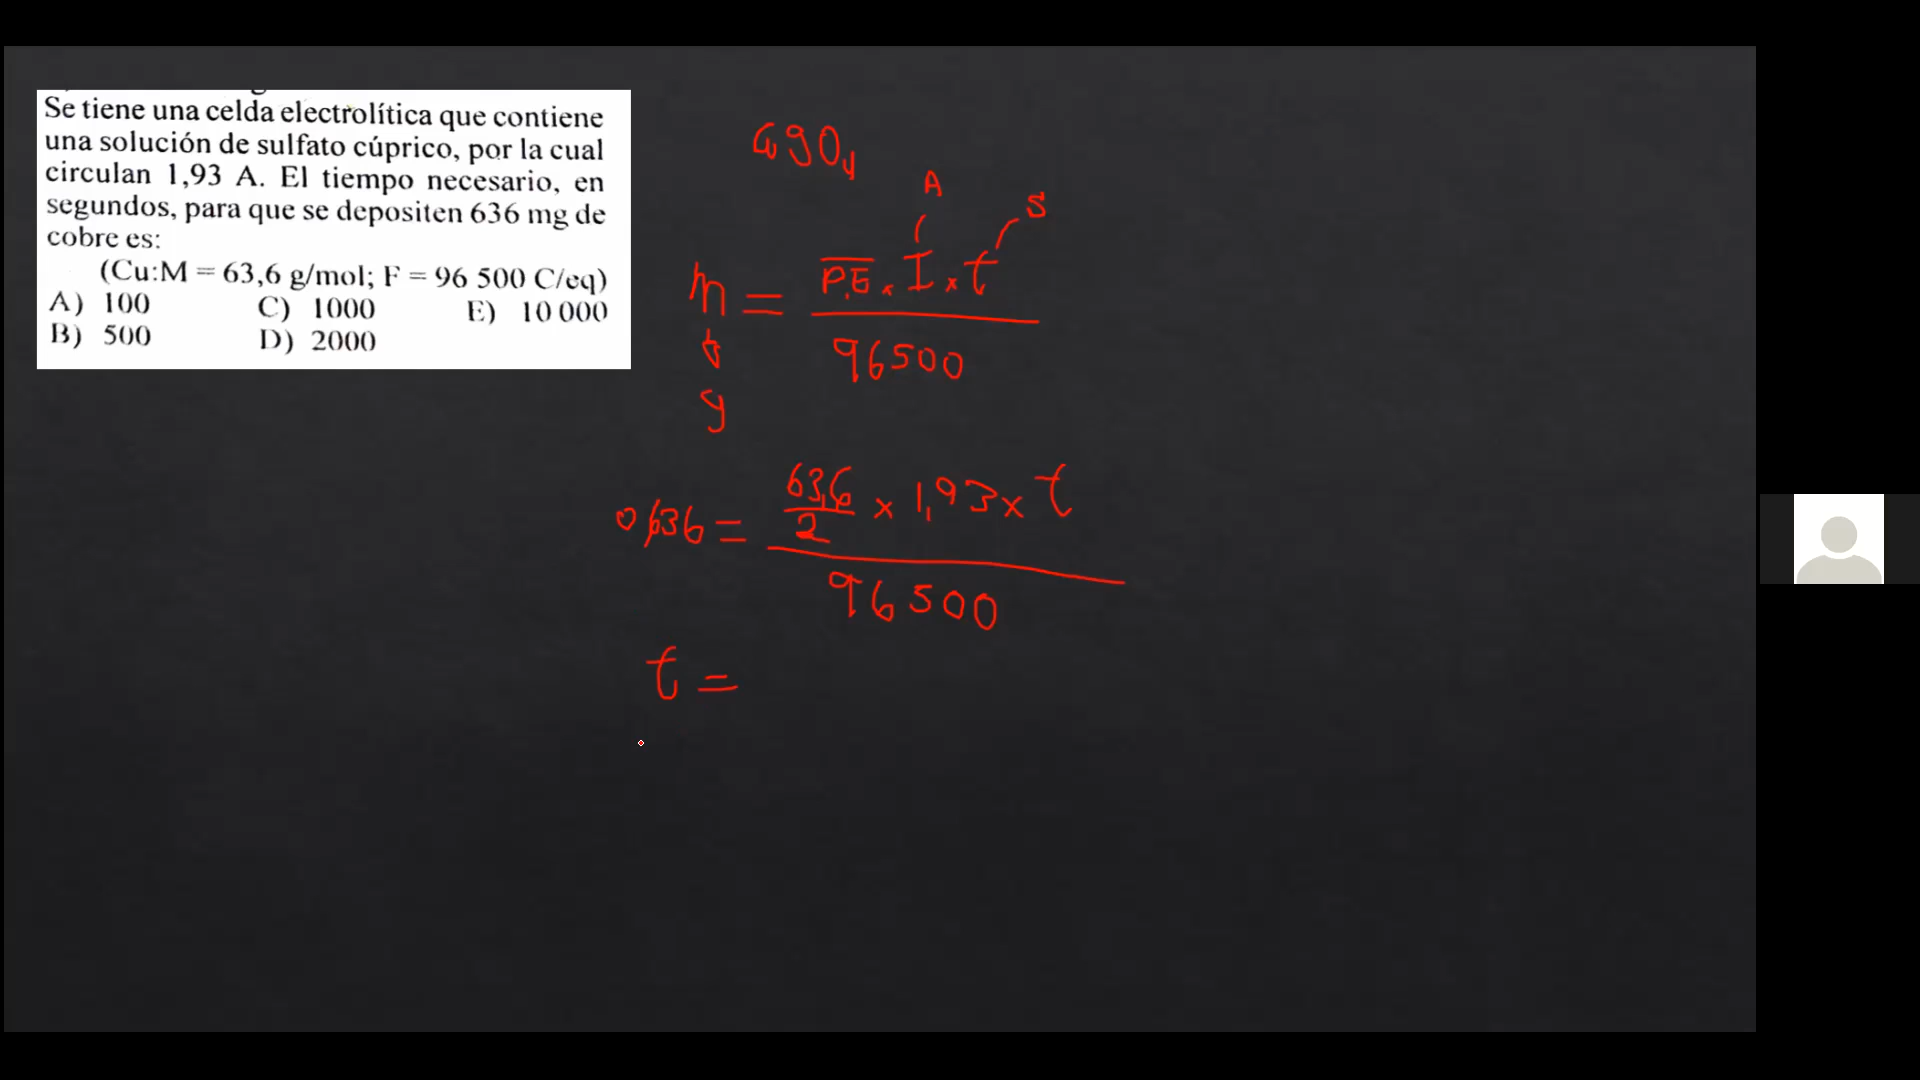 Se tiene una celda electrolítica que contiene
una solución de sulfato cúprico, por la cual
circulan 1,93 A. El tiempo necesario, en
segundos, para que se depositen 636 mg de
cobre es:
(Cu:M = 63,6 g/mol; F = 96 500 C/eq)
A) 100 C) 1000 E) 10 000
B) 500 D) 2000
A
S
m = P.E × I × t
96500
g
0,636 = 63,6 × 1,93 × t
2
96500
t =